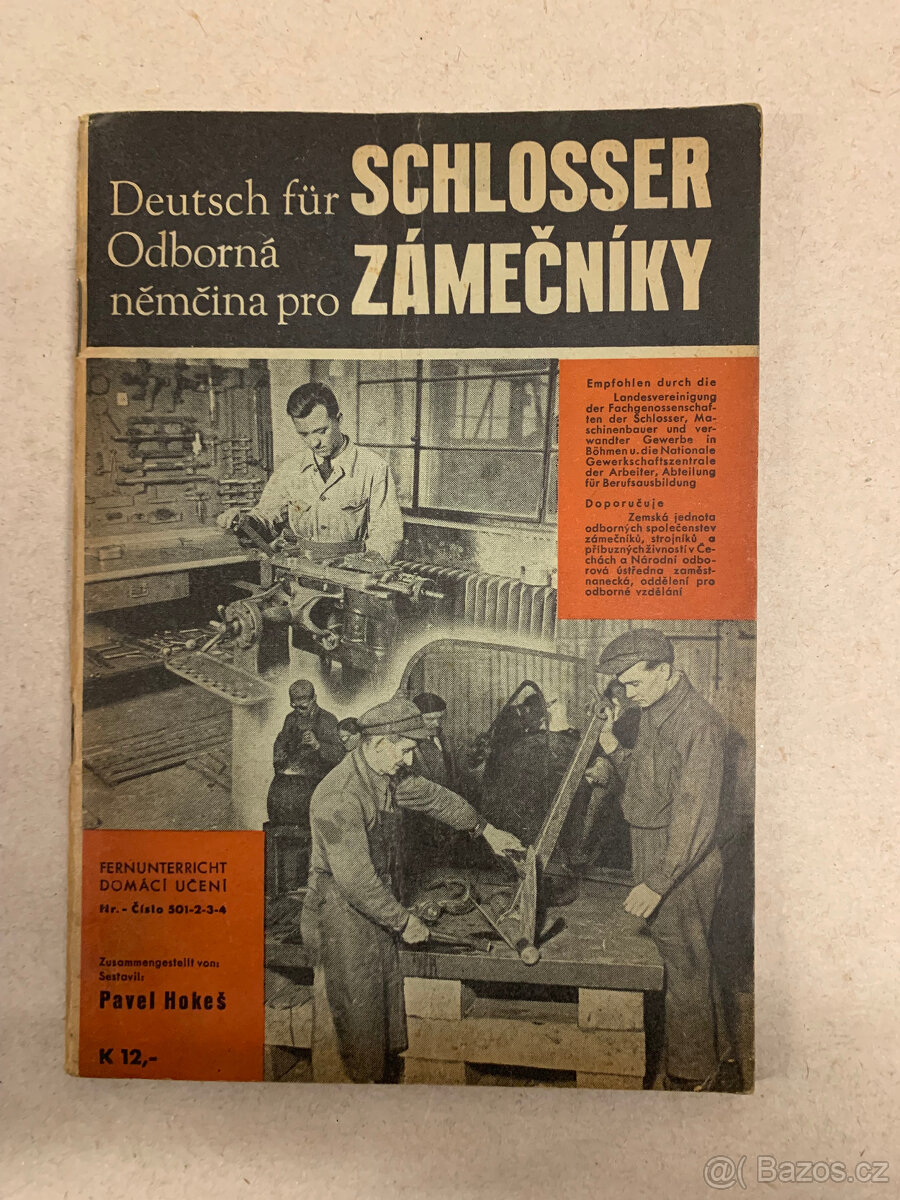 Deutsch für SCHLOSSER
Odborná
němčina pro ZÁMEČNÍKY
Empfohlen durch die
Landesvereinigung
der Fachgenossenschaf-
ten der Schlosser, Ma-
schinenbauer und ver-
wandter Gewerbe in
Böhmen u. die Nationale
Gewerkschaftszentrale
der Arbeiter, Abteilung
für Berufsausbildung
Doporučuje
Zemská jednota
odborných společenstev
zámečníků, strojníků a
příbuzných živností v Če-
chách a Národní odbo-
rová ústředna zaměst-
nanecká, oddělení pro
odborné vzdělání
FERNUNTERRICHT
DOMÁCÍ UČENÍ
Nr. - Číslo 501-2-3-4
Zusammengestellt von:
Sestavil:
Pavel Hokeš
K 12,-
@( Bazos.cz